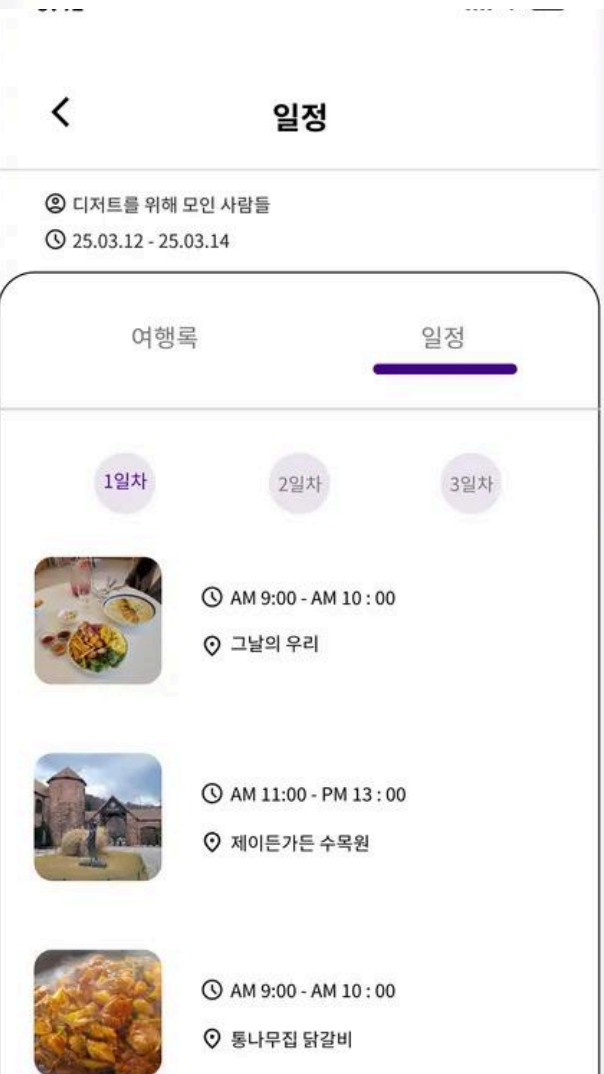 일정
디저트를 위해 모인 사람들
25.03.12 - 25.03.14
여행록 일정
1일차 2일차 3일차
AM 9:00 - AM 10 : 00
그날의 우리
AM 11:00 - PM 13 : 00
제이든가든 수목원
AM 9:00 - AM 10 : 00
통나무집 닭갈비